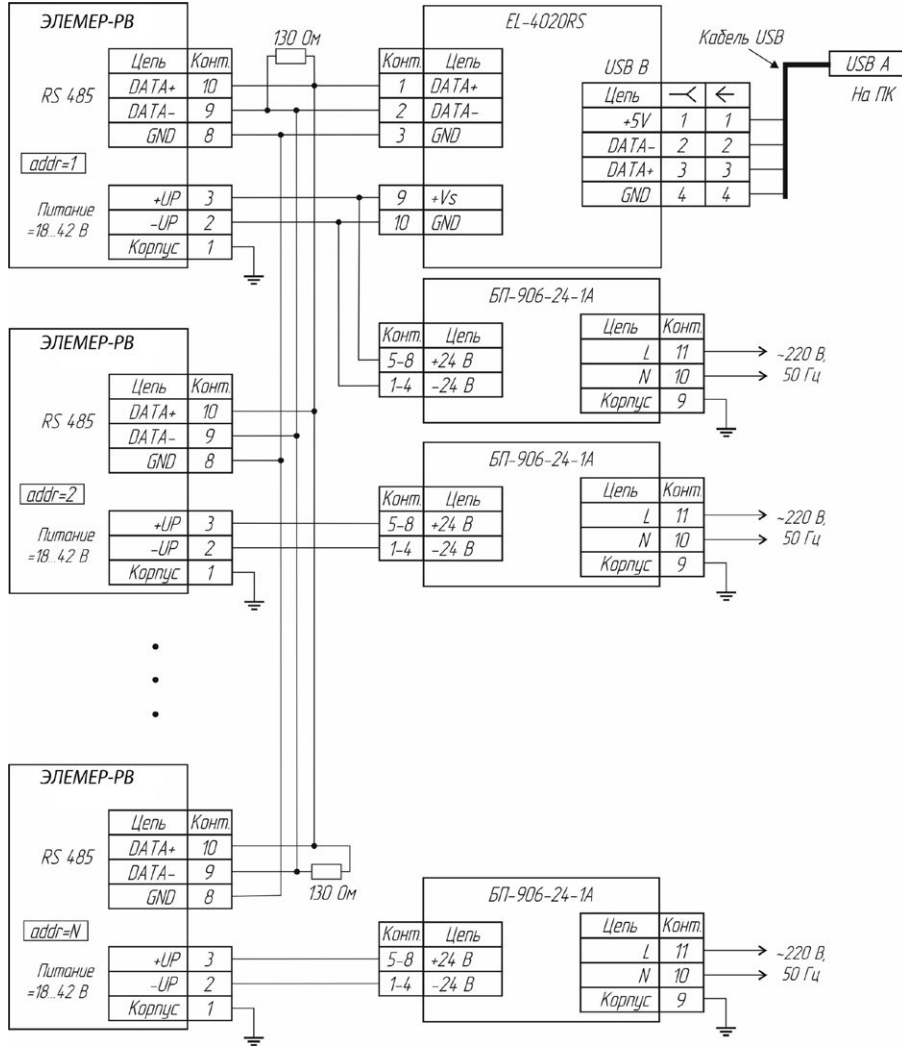 ЭЛЕМЕР-РВ
RS 485
Цепь Конт.
DATA+ 10
DATA- 9
GND 8
addr=1
Питание
=18...42 В
+UP 3
-UP 2
Корпус 1
130 Ом
EL-4020RS
Конт. Цепь
1 DATA+
2 DATA-
3 GND
9 +Vs
10 GND
USB B
Цепь
+5V 1 1
DATA- 2 2
DATA+ 3 3
GND 4 4
Кабель USB
USB A
На ПК
БП-906-24-1А
Конт. Цепь
5-8 +24 В
1-4 -24 В
Цепь Конт.
L 11
N 10
Корпус 9
~220 В,
50 Гц
ЭЛЕМЕР-РВ
RS 485
Цепь Конт.
DATA+ 10
DATA- 9
GND 8
addr=2
Питание
=18...42 В
+UP 3
-UP 2
Корпус 1
БП-906-24-1А
Конт. Цепь
5-8 +24 В
1-4 -24 В
Цепь Конт.
L 11
N 10
Корпус 9
~220 В,
50 Гц
ЭЛЕМЕР-РВ
RS 485
Цепь Конт.
DATA+ 10
DATA- 9
GND 8
130 Ом
addr=N
Питание
=18...42 В
+UP 3
-UP 2
Корпус 1
БП-906-24-1А
Конт. Цепь
5-8 +24 В
1-4 -24 В
Цепь Конт.
L 11
N 10
Корпус 9
~220 В,
50 Гц